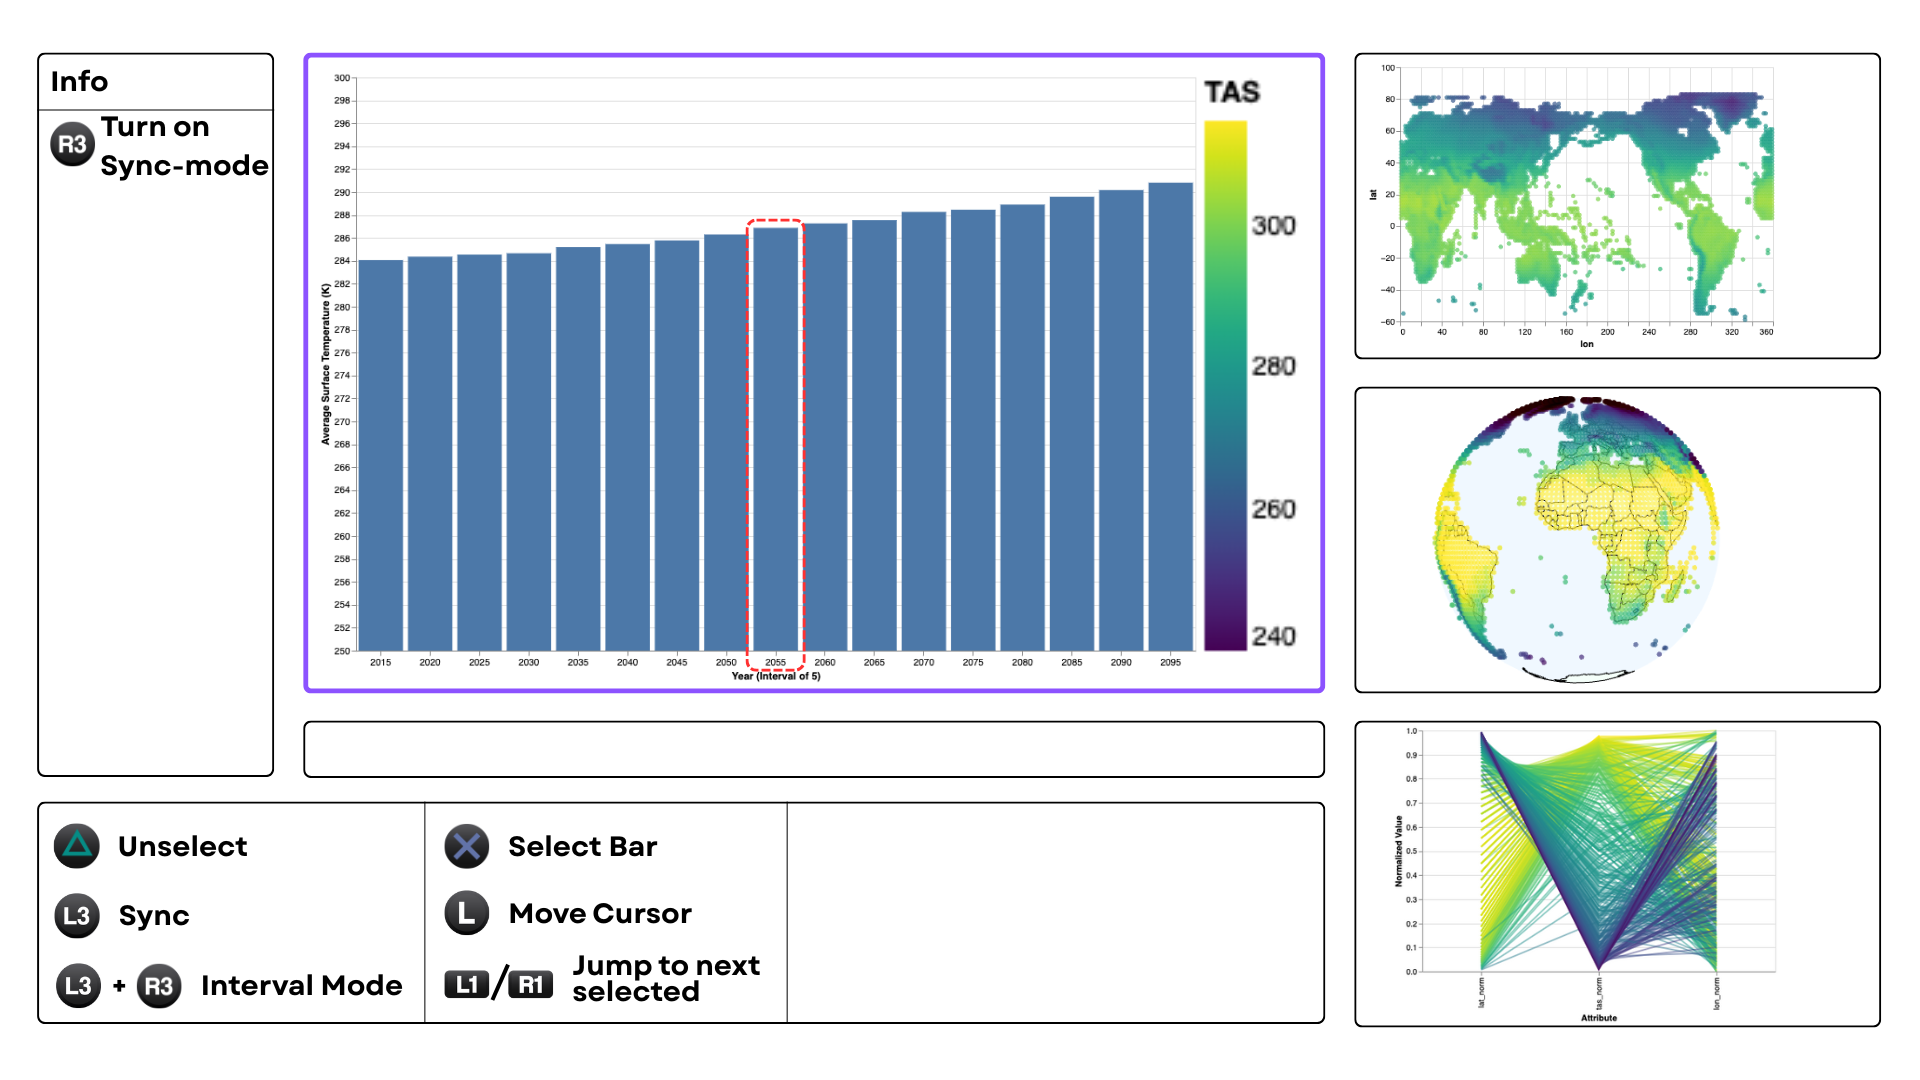 Info
R3 Turn on
Sync-mode
300
298
296
294
292
290
288
286
284
282
280
278
276
274
272
270
268
266
264
262
260
258
256
254
252
250
Average Surface Temperature (K)
2015 2020 2025 2030 2035 2040 2045 2050 2055 2060 2065 2070 2075 2080 2085 2090 2095
Year (Interval of 5)
TAS
300
280
260
240
100
80
60
40
20
0
−20
−40
−60
lat
0 40 80 120 160 200 240 280 320 360
lon
1.0
0.9
0.8
0.7
0.6
0.5
0.4
0.3
0.2
0.1
0.0
Normalized Value
lat_norm
tas_norm
lon_norm
Attribute
Unselect
L3 Sync
L3 + R3 Interval Mode
Select Bar
L Move Cursor
L1 / R1 Jump to next
selected